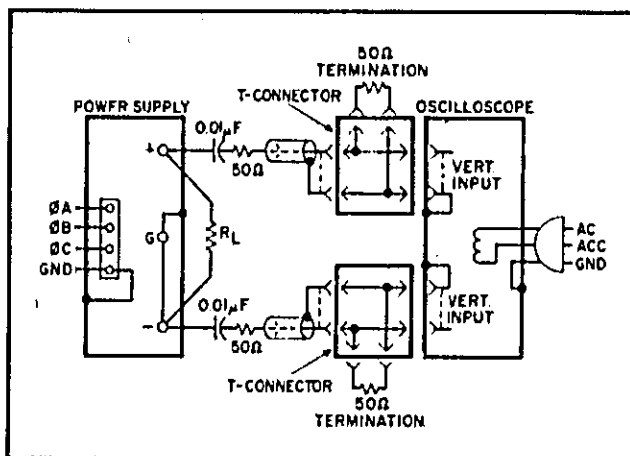 50Ω
TERMINATION
T-CONNECTOR
POWER SUPPLY
OSCILLOSCOPE
0.01µF
+
50Ω
VERT.
INPUT
ØA
ØB
ØC
GND
G
RL
AC
ACC
GND
0.01µF
-
50Ω
VERT.
INPUT
T-CONNECTOR
50Ω
TERMINATION